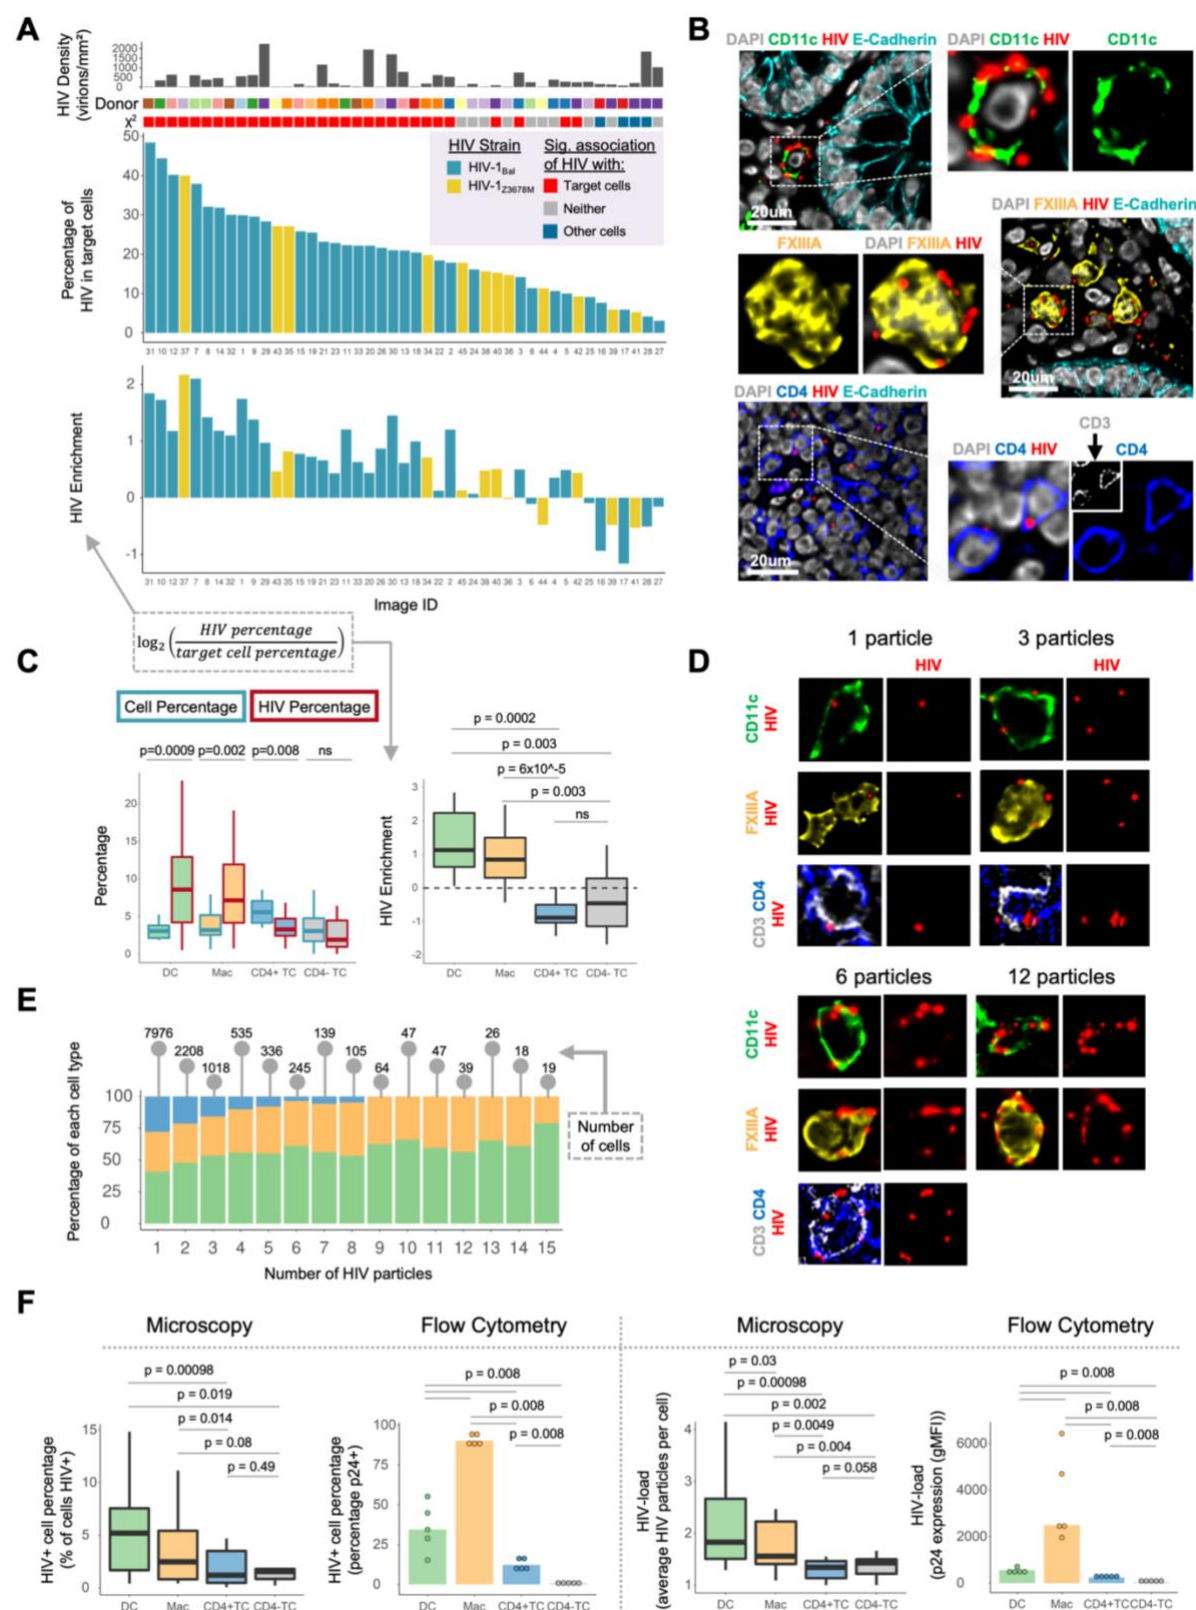 A
HIV Density
(virions/mm²)
2000
1500
1000
500
0
Donor
χ²
HIV Strain
HIV-1Bal
HIV-1Z3678M
Sig. association
of HIV with:
Target cells
Neither
Other cells
Percentage of
HIV in target cells
50
40
30
20
10
0
31 10 12 37 7 8 14 32 1 9 29 43 35 15 19 21 23 11 33 20 26 30 13 18 34 22 2 45 24 38 40 36 3 6 44 4 5 42 25 16 39 17 41 28 27
HIV Enrichment
2
1
0
-1
31 10 12 37 7 8 14 32 1 9 29 43 35 15 19 21 23 11 33 20 26 30 13 18 34 22 2 45 24 38 40 36 3 6 44 4 5 42 25 16 39 17 41 28 27
Image ID
log₂ (HIV percentage / target cell percentage)
B
DAPI CD11c HIV E-Cadherin
DAPI CD11c HIV
CD11c
20um
DAPI FXIIIA HIV E-Cadherin
FXIIIA
DAPI FXIIIA HIV
20um
DAPI CD4 HIV E-Cadherin
CD3
DAPI CD4 HIV
CD4
20um
C
Cell Percentage
HIV Percentage
p=0.0009 p=0.002 p=0.008 ns
Percentage
20
15
10
5
0
DC Mac CD4+ TC CD4- TC
p = 0.0002
p = 0.003
p = 6x10^-5
p = 0.003
ns
HIV Enrichment
3
2
1
0
-1
-2
DC Mac CD4+ TC CD4- TC
D
1 particle
3 particles
HIV
HIV
CD11c
HIV
CD11c
HIV
FXIIIA
HIV
FXIIIA
HIV
CD3 CD4
HIV
CD3 CD4
HIV
6 particles
12 particles
CD11c
HIV
CD11c
HIV
FXIIIA
HIV
FXIIIA
HIV
CD3 CD4
HIV
E
7976 2208 1018 535 336 245 139 105 64 47 47 39 26 18 19
Number
of cells
Percentage of each cell type
100
75
50
25
0
1 2 3 4 5 6 7 8 9 10 11 12 13 14 15
Number of HIV particles
F
Microscopy
Flow Cytometry
Microscopy
Flow Cytometry
p = 0.00098
p = 0.019
p = 0.014
p = 0.08
p = 0.49
HIV+ cell percentage
(% of cells HIV+)
15
10
5
0
DC Mac CD4+TC CD4-TC
p = 0.008
p = 0.008
p = 0.008
HIV+ cell percentage
(percentage p24+)
100
75
50
25
0
DC Mac CD4+TC CD4-TC
p = 0.03
p = 0.00098
p = 0.002
p = 0.0049
p = 0.004
p = 0.058
HIV-load
(average HIV particles per cell)
4
3
2
1
DC Mac CD4+TC CD4-TC
p = 0.008
p = 0.008
p = 0.008
HIV-load
(p24 expression (gMFI))
6000
4000
2000
0
DC Mac CD4+TC CD4-TC